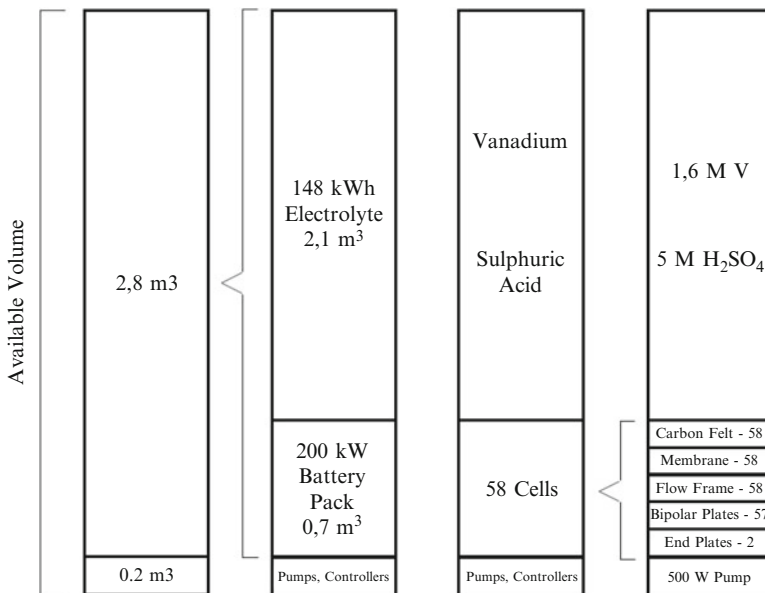 Available Volume
2,8 m3
0.2 m3
148 kWh
Electrolyte
2,1 m³
200 kW
Battery
Pack
0,7 m³
Pumps, Controllers
Vanadium
Sulphuric
Acid
58 Cells
Pumps, Controllers
1,6 M V
5 M H₂SO₄
Carbon Felt - 58
Membrane - 58
Flow Frame - 58
Bipolar Plates - 57
End Plates - 2
500 W Pump